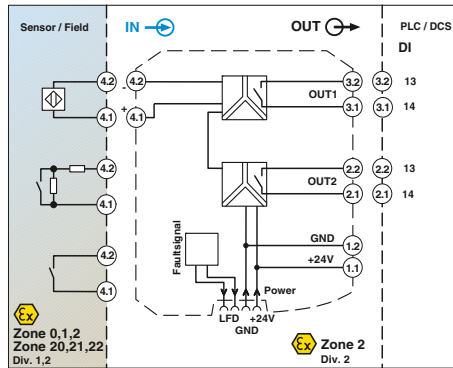 Sensor / Field
IN
OUT
PLC / DCS
DI
4.2
-
4.2
3.2
3.2
13
OUT1
4.1
+
4.1
3.1
3.1
14
4.2
2.2
2.2
13
OUT2
4.1
2.1
2.1
14
Faultsignal
4.2
GND
1.2
+24V
1.1
4.1
Power
LFD
+24V
GND
Ex
Zone 0,1,2
Zone 20,21,22
Div. 1,2
Ex
Zone 2
Div. 2